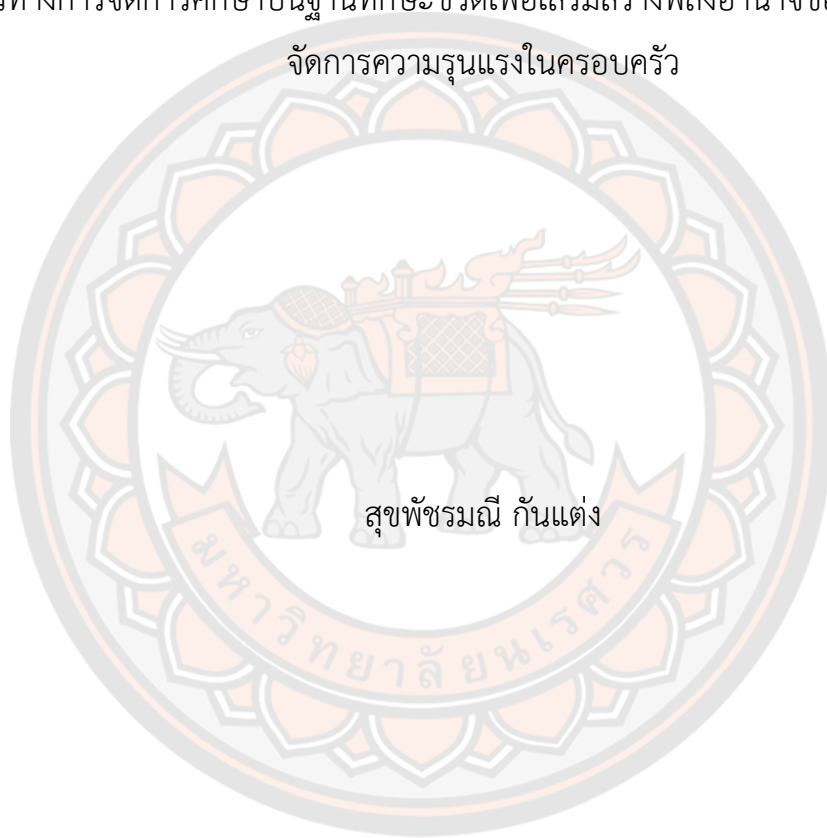 ทางการจัดการศึกษาบนฐานทักษะชีวิตเพื่อเสริมสร้างพลังอำนาจ
จัดการความรุนแรงในครอบครัว
สุขพัชรมณี กันแต่ง
มหาวิทยาลัยนเรศวร